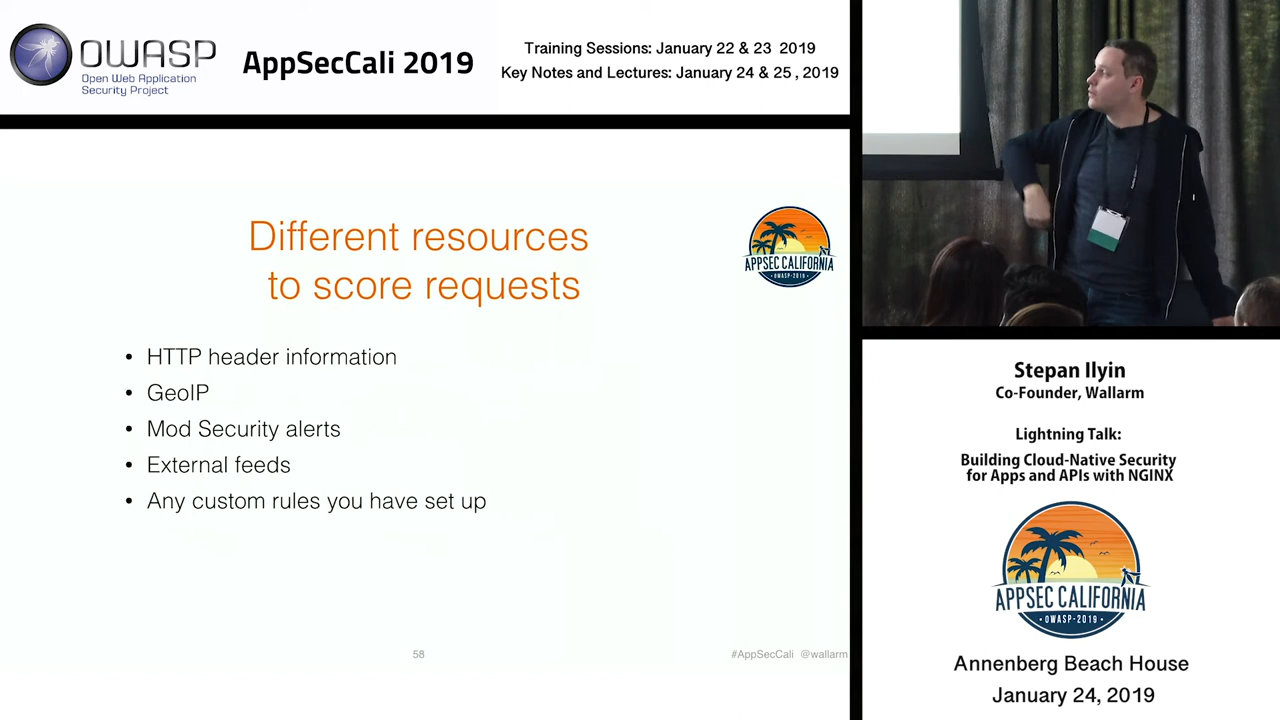 OWASP
Open Web Application
Security Project
AppSecCali 2019
Training Sessions: January 22 & 23 2019
Key Notes and Lectures: January 24 & 25 , 2019
Different resources
to score requests
APPSEC CALIFORNIA
• OWASP-2019 •
• HTTP header information
• GeoIP
• Mod Security alerts
• External feeds
• Any custom rules you have set up
58
#AppSecCali @wallarm
Stepan Ilyin
Co-Founder, Wallarm
Lightning Talk:
Building Cloud-Native Security
for Apps and APIs with NGINX
APPSEC CALIFORNIA
• OWASP-2019 •
Annenberg Beach House
January 24, 2019